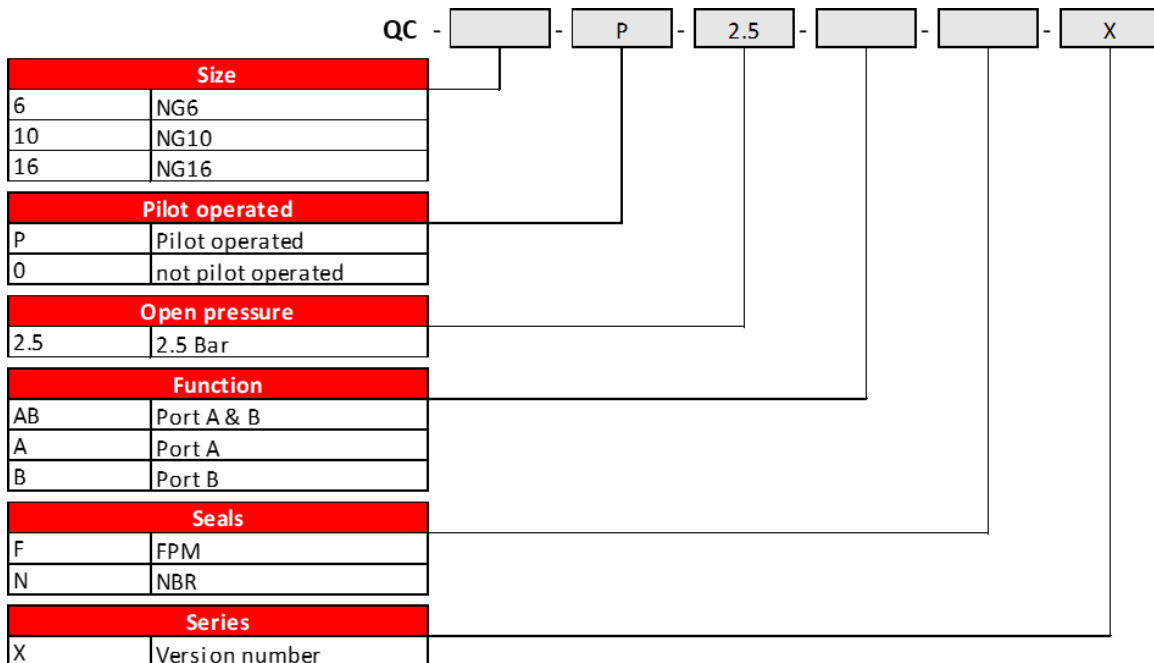 QC - - P - 2.5 - - - X
Size
6 NG6
10 NG10
16 NG16
Pilot operated
P Pilot operated
0 not pilot operated
Open pressure
2.5 2.5 Bar
Function
AB Port A & B
A Port A
B Port B
Seals
F FPM
N NBR
Series
X Version number